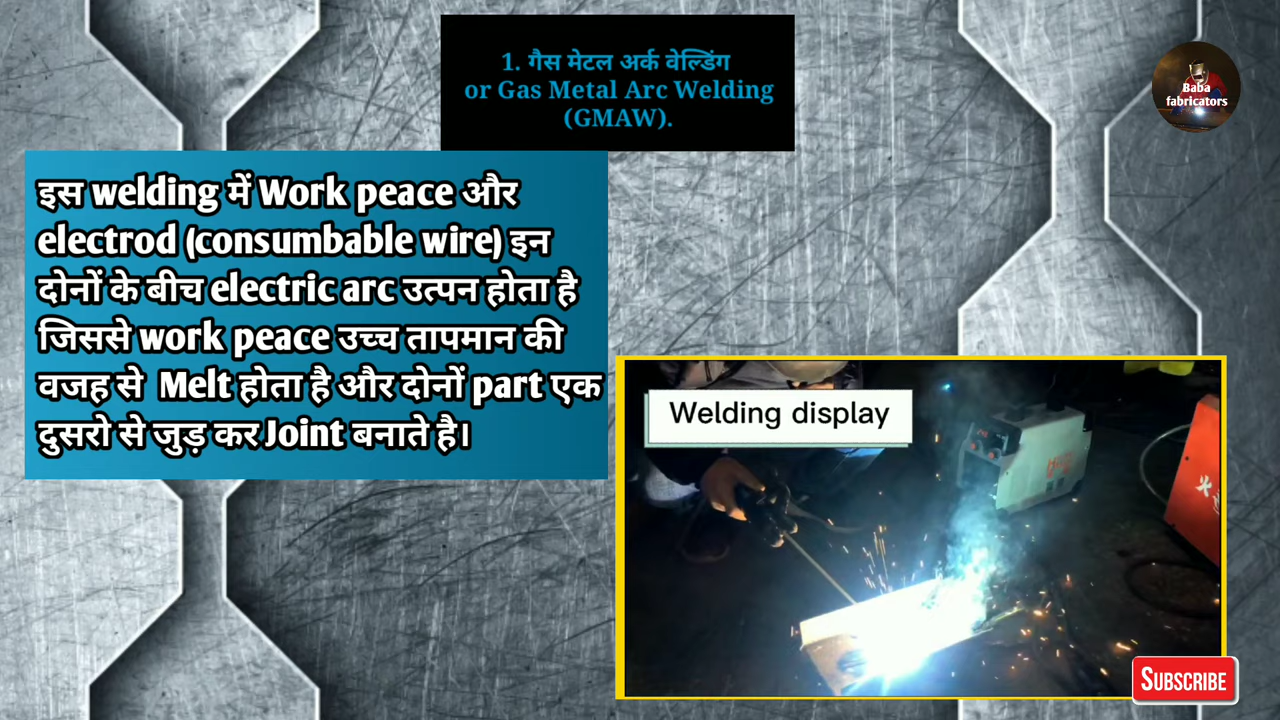 1. गैस मेटल अर्क वेल्डिंग
or Gas Metal Arc Welding
(GMAW).
Baba
fabricators
इस welding में Work peace और
electrod (consumbable wire) इन
दोनों के बीच electric arc उत्पन होता है
जिससे work peace उच्च तापमान की
वजह से Melt होता है और दोनों part एक
दुसरो से जुड़ कर Joint बनाते है।
Welding display
SUBSCRIBE